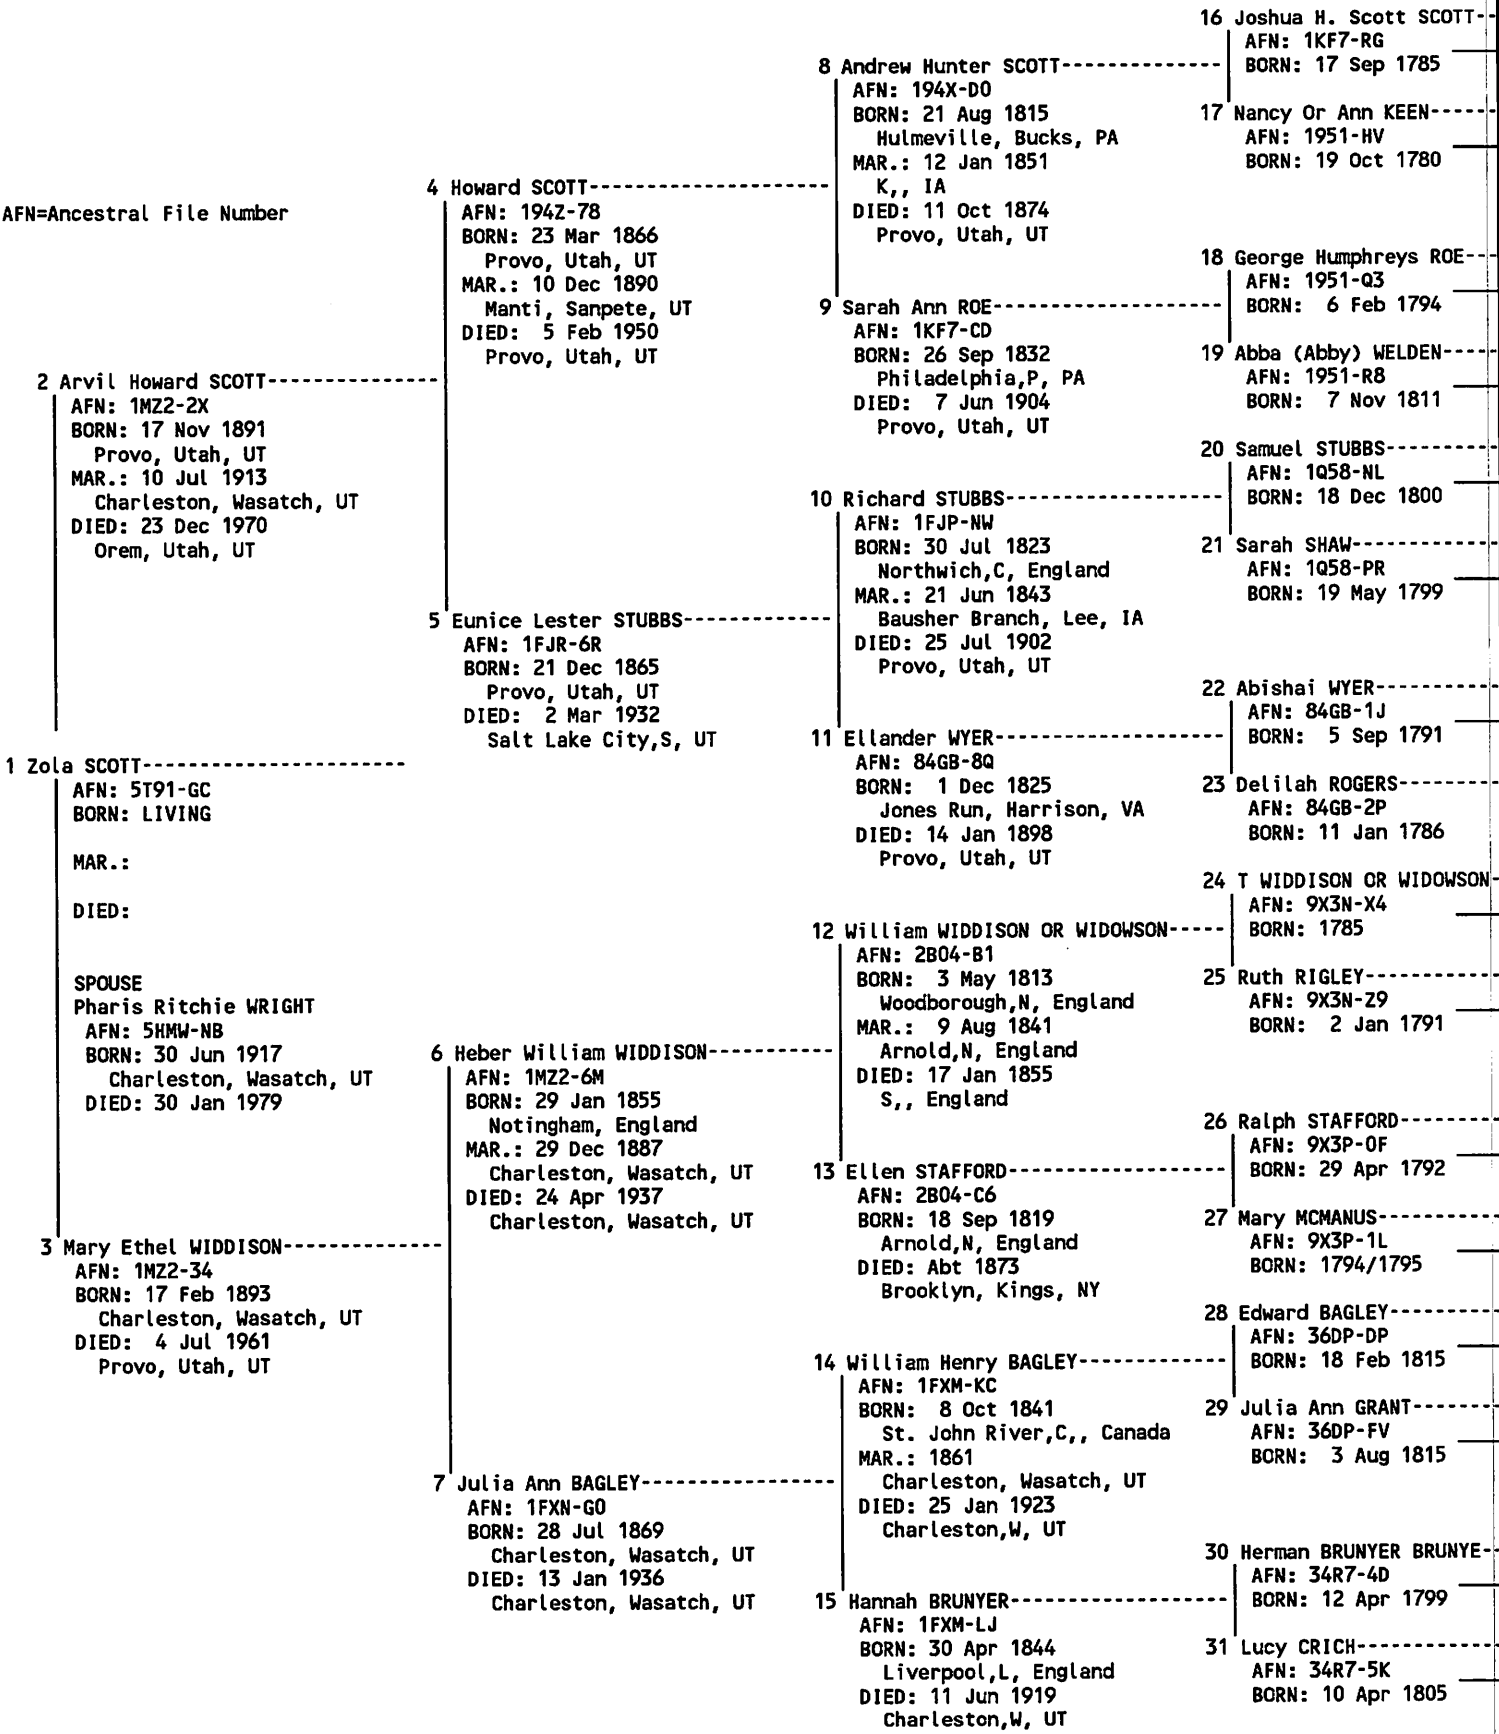 AFN=Ancestral File Number
1 Zola SCOTT----------------------
AFN: 5T91-GC
BORN: LIVING
MAR.:
DIED:
SPOUSE
Pharis Ritchie WRIGHT
AFN: 5HMW-NB
BORN: 30 Jun 1917
Charleston, Wasatch, UT
DIED: 30 Jan 1979
2 Arvil Howard SCOTT---------------
AFN: 1MZ2-2X
BORN: 17 Nov 1891
Provo, Utah, UT
MAR.: 10 Jul 1913
Charleston, Wasatch, UT
DIED: 23 Dec 1970
Orem, Utah, UT
3 Mary Ethel WIDDISON--------------
AFN: 1MZ2-34
BORN: 17 Feb 1893
Charleston, Wasatch, UT
DIED: 4 Jul 1961
Provo, Utah, UT
4 Howard SCOTT---------------------
AFN: 194Z-78
BORN: 23 Mar 1866
Provo, Utah, UT
MAR.: 10 Dec 1890
Manti, Sanpete, UT
DIED: 5 Feb 1950
Provo, Utah, UT
5 Eunice Lester STUBBS-------------
AFN: 1FJR-6R
BORN: 21 Dec 1865
Provo, Utah, UT
DIED: 2 Mar 1932
Salt Lake City,S, UT
6 Heber William WIDDISON-----------
AFN: 1MZ2-6M
BORN: 29 Jan 1855
Notingham, England
MAR.: 29 Dec 1887
Charleston, Wasatch, UT
DIED: 24 Apr 1937
Charleston, Wasatch, UT
7 Julia Ann BAGLEY-----------------
AFN: 1FXN-G0
BORN: 28 Jul 1869
Charleston, Wasatch, UT
DIED: 13 Jan 1936
Charleston, Wasatch, UT
8 Andrew Hunter SCOTT--------------
AFN: 194X-D0
BORN: 21 Aug 1815
Hulmeville, Bucks, PA
MAR.: 12 Jan 1851
K,, IA
DIED: 11 Oct 1874
Provo, Utah, UT
9 Sarah Ann ROE--------------------
AFN: 1KF7-CD
BORN: 26 Sep 1832
Philadelphia,P, PA
DIED: 7 Jun 1904
Provo, Utah, UT
10 Richard STUBBS-------------------
AFN: 1FJP-NW
BORN: 30 Jul 1823
Northwich,C, England
MAR.: 21 Jun 1843
Bausher Branch, Lee, IA
DIED: 25 Jul 1902
Provo, Utah, UT
11 Ellander WYER--------------------
AFN: 84GB-8Q
BORN: 1 Dec 1825
Jones Run, Harrison, VA
DIED: 14 Jan 1898
Provo, Utah, UT
12 William WIDDISON OR WIDOWSON-----
AFN: 2B04-B1
BORN: 3 May 1813
Woodborough,N, England
MAR.: 9 Aug 1841
Arnold,N, England
DIED: 17 Jan 1855
S,, England
13 Ellen STAFFORD-------------------
AFN: 2B04-C6
BORN: 18 Sep 1819
Arnold,N, England
DIED: Abt 1873
Brooklyn, Kings, NY
14 William Henry BAGLEY-------------
AFN: 1FXM-KC
BORN: 8 Oct 1841
St. John River,C,, Canada
MAR.: 1861
Charleston, Wasatch, UT
DIED: 25 Jan 1923
Charleston,W, UT
15 Hannah BRUNYER-------------------
AFN: 1FXM-LJ
BORN: 30 Apr 1844
Liverpool,L, England
DIED: 11 Jun 1919
Charleston,W, UT
16 Joshua H. Scott SCOTT--
AFN: 1KF7-RG
BORN: 17 Sep 1785
17 Nancy Or Ann KEEN------
AFN: 1951-HV
BORN: 19 Oct 1780
18 George Humphreys ROE---
AFN: 1951-Q3
BORN: 6 Feb 1794
19 Abba (Abby) WELDEN-----
AFN: 1951-R8
BORN: 7 Nov 1811
20 Samuel STUBBS----------
AFN: 1Q58-NL
BORN: 18 Dec 1800
21 Sarah SHAW-------------
AFN: 1Q58-PR
BORN: 19 May 1799
22 Abishai WYER-----------
AFN: 84GB-1J
BORN: 5 Sep 1791
23 Delilah ROGERS---------
AFN: 84GB-2P
BORN: 11 Jan 1786
24 T WIDDISON OR WIDOWSON-
AFN: 9X3N-X4
BORN: 1785
25 Ruth RIGLEY------------
AFN: 9X3N-Z9
BORN: 2 Jan 1791
26 Ralph STAFFORD---------
AFN: 9X3P-0F
BORN: 29 Apr 1792
27 Mary MCMANUS-----------
AFN: 9X3P-1L
BORN: 1794/1795
28 Edward BAGLEY----------
AFN: 36DP-DP
BORN: 18 Feb 1815
29 Julia Ann GRANT--------
AFN: 36DP-FV
BORN: 3 Aug 1815
30 Herman BRUNYER BRUNYE--
AFN: 34R7-4D
BORN: 12 Apr 1799
31 Lucy CRICH-------------
AFN: 34R7-5K
BORN: 10 Apr 1805